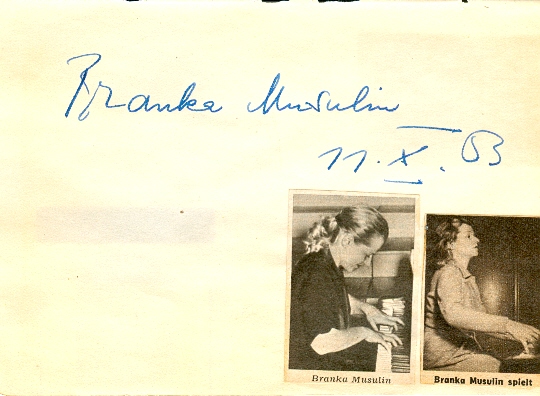 Branka Musulin
11. X. 53
Branka Musulin
Branka Musulin spielt